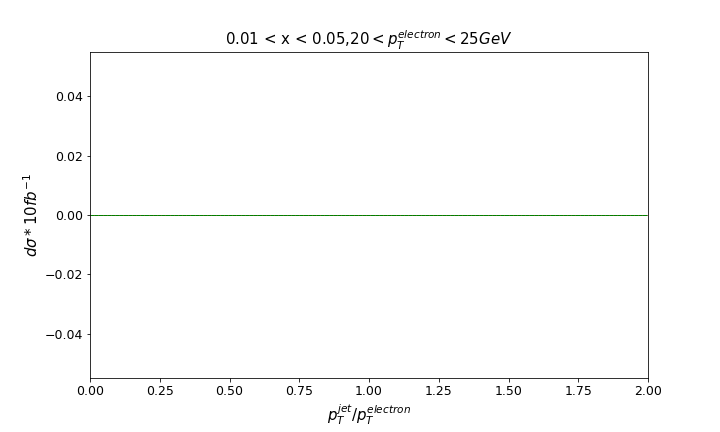 0.01 < x < 0.05,20 < p_T^{electron} < 25GeV
dσ * 10fb^{-1}
0.04
0.02
0.00
−0.02
−0.04
0.00 0.25 0.50 0.75 1.00 1.25 1.50 1.75 2.00
p_T^{jet}/p_T^{electron}